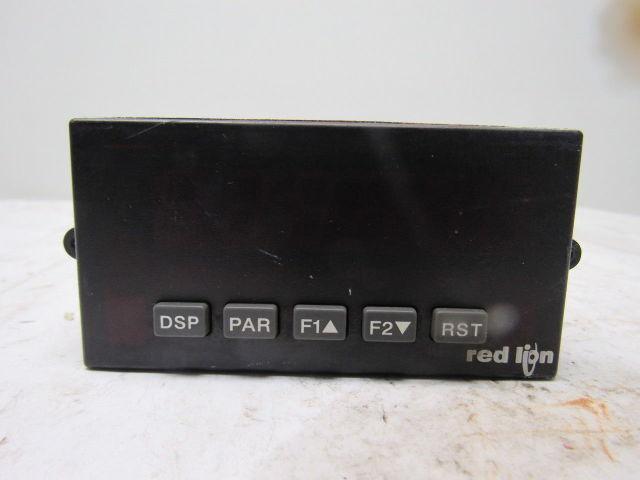 DSP PAR F1▲ F2▼ RST
red lion